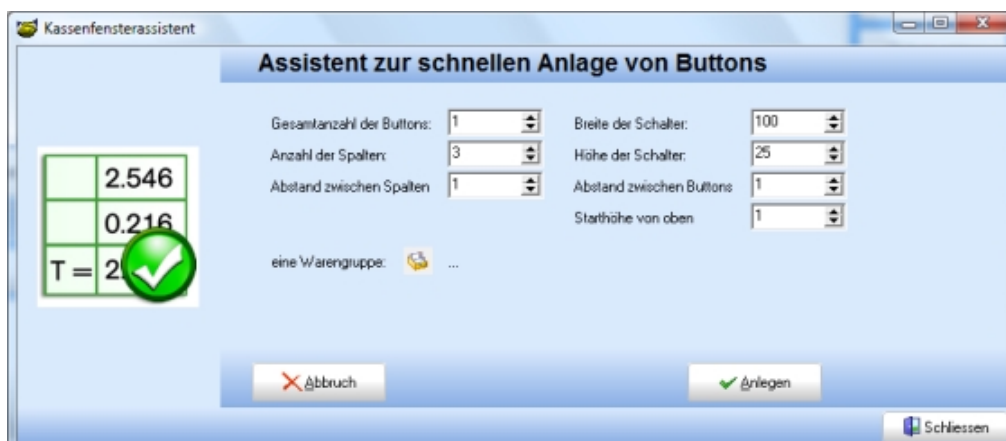 Kassenfensterassistent
Assistent zur schnellen Anlage von Buttons
Gesamtanzahl der Buttons: 1 Breite der Schalter: 100
Anzahl der Spalten: 3 Höhe der Schalter: 25
Abstand zwischen Spalten 1 Abstand zwischen Buttons 1
Starthöhe von oben 1
2.546
0.216
T = 2
eine Warengruppe: ...
Abbruch Anlegen
Schliessen